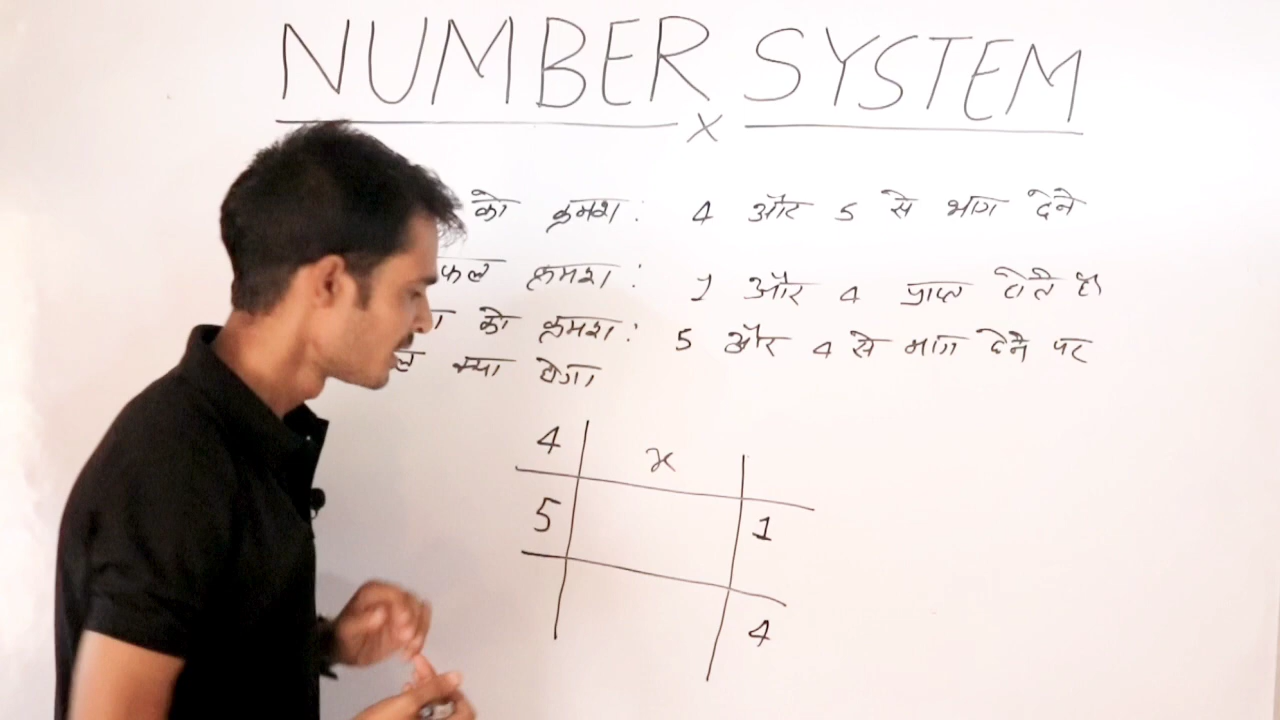 NUMBER SYSTEM
x
को क्रमश: 4 और 5 से भाग देने
फल क्रमश: 1 और 4 प्राप्त होते है
को क्रमश: 5 और 4 से भाग देने पर
क्या होगा
4 x
5 1
4